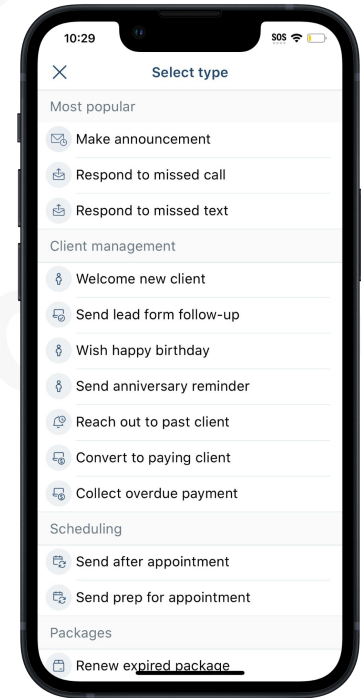 10:29
SOS
Select type
Most popular
Make announcement
Respond to missed call
Respond to missed text
Client management
Welcome new client
Send lead form follow-up
Wish happy birthday
Send anniversary reminder
Reach out to past client
Convert to paying client
Collect overdue payment
Scheduling
Send after appointment
Send prep for appointment
Packages
Renew expired package